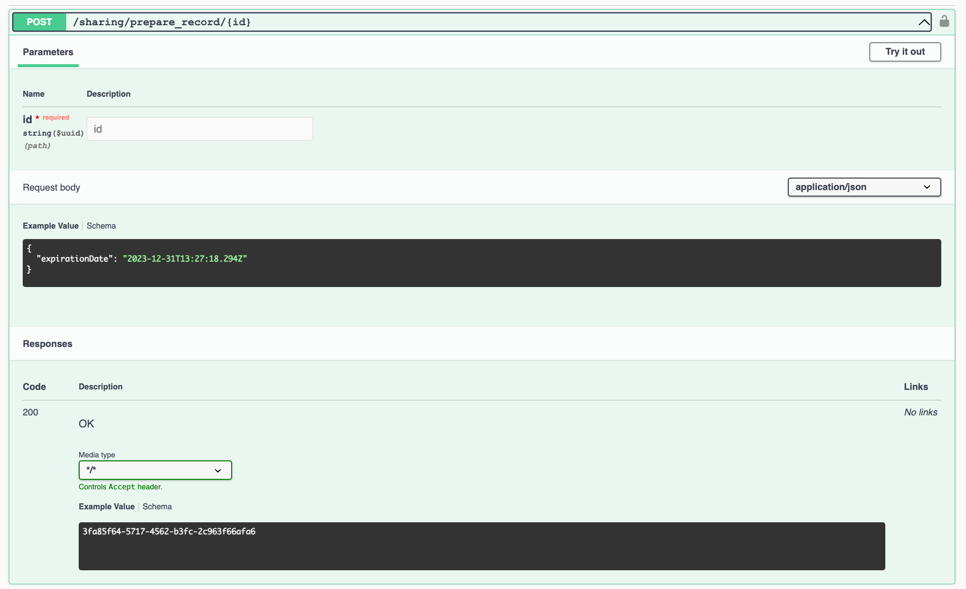 POST /sharing/prepare_record/{id}
Parameters
Try it out
Name Description
id * required
string($uuid)
(path)
id
Request body
application/json
Example Value Schema
{
"expirationDate": "2023-12-31T13:27:18.294Z"
}
Responses
Code Description Links
200
OK
No links
Media type
*/*
Controls Accept header.
Example Value Schema
3fa85f64-5717-4562-b3fc-2c963f66afa6